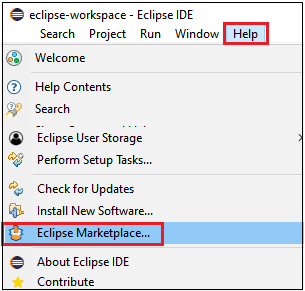 eclipse-workspace - Eclipse IDE
Search Project Run Window Help
Welcome
Help Contents
Search
Eclipse User Storage
Perform Setup Tasks...
Check for Updates
Install New Software...
Eclipse Marketplace...
About Eclipse IDE
Contribute